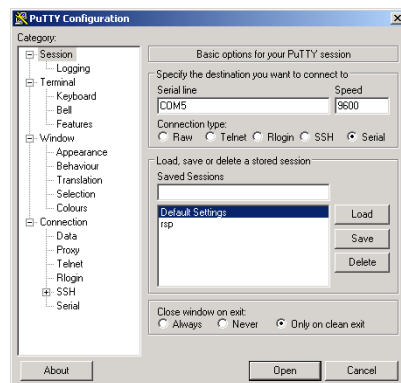 PuTTY Configuration
Category:
Session
Logging
Terminal
Keyboard
Bell
Features
Window
Appearance
Behaviour
Translation
Selection
Colours
Connection
Data
Proxy
Telnet
Rlogin
SSH
Serial
Basic options for your PuTTY session
Specify the destination you want to connect to
Serial line Speed
COM5 9600
Connection type:
Raw Telnet Rlogin SSH Serial
Load, save or delete a stored session
Saved Sessions
Default Settings
rsp
Load
Save
Delete
Close window on exit:
Always Never Only on clean exit
About Open Cancel